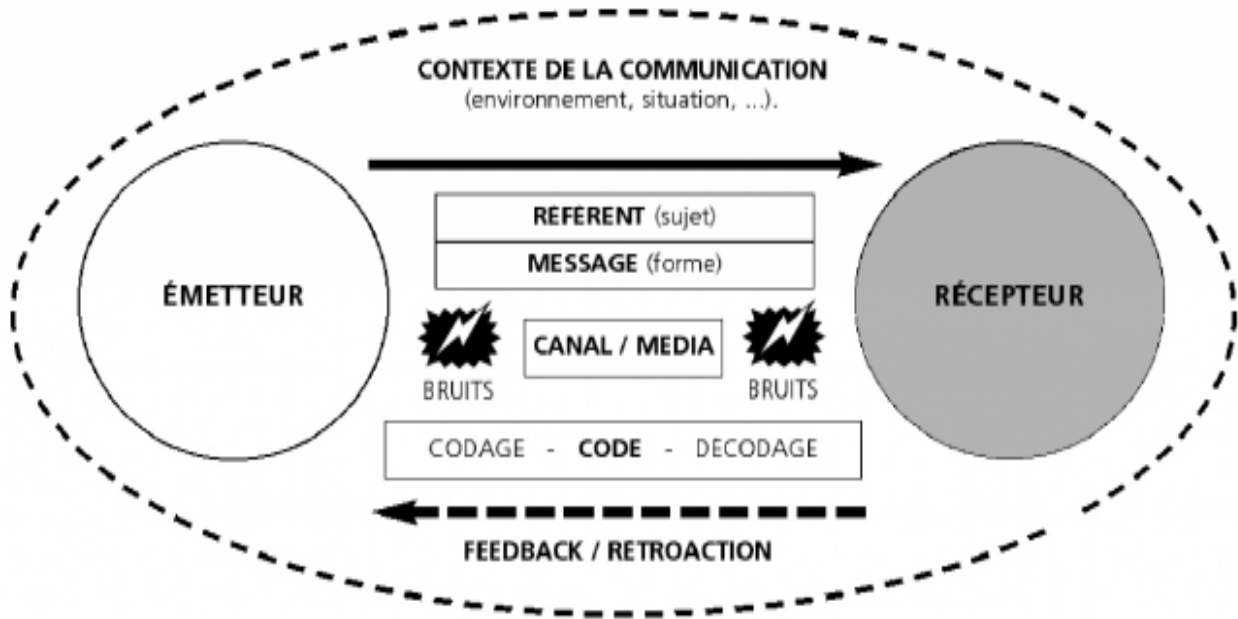 CONTEXTE DE LA COMMUNICATION
(environnement, situation, ...).
RÉFÉRENT (sujet)
MESSAGE (forme)
ÉMETTEUR
RÉCEPTEUR
CANAL / MEDIA
BRUITS
BRUITS
CODAGE - CODE - DECODAGE
FEEDBACK / RETROACTION